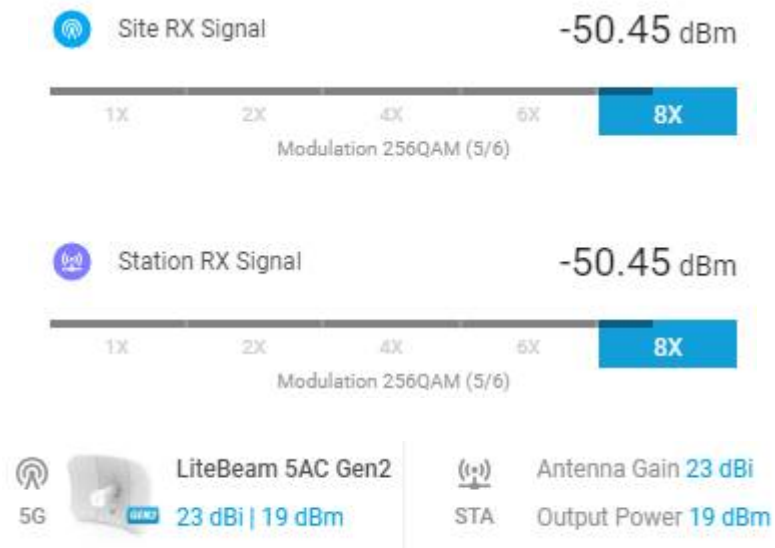 Site RX Signal -50.45 dBm
1X 2X 4X 6X 8X
Modulation 256QAM (5/6)
Station RX Signal -50.45 dBm
1X 2X 4X 6X 8X
Modulation 256QAM (5/6)
LiteBeam 5AC Gen2 Antenna Gain 23 dBi
5G GEN2 23 dBi | 19 dBm STA Output Power 19 dBm